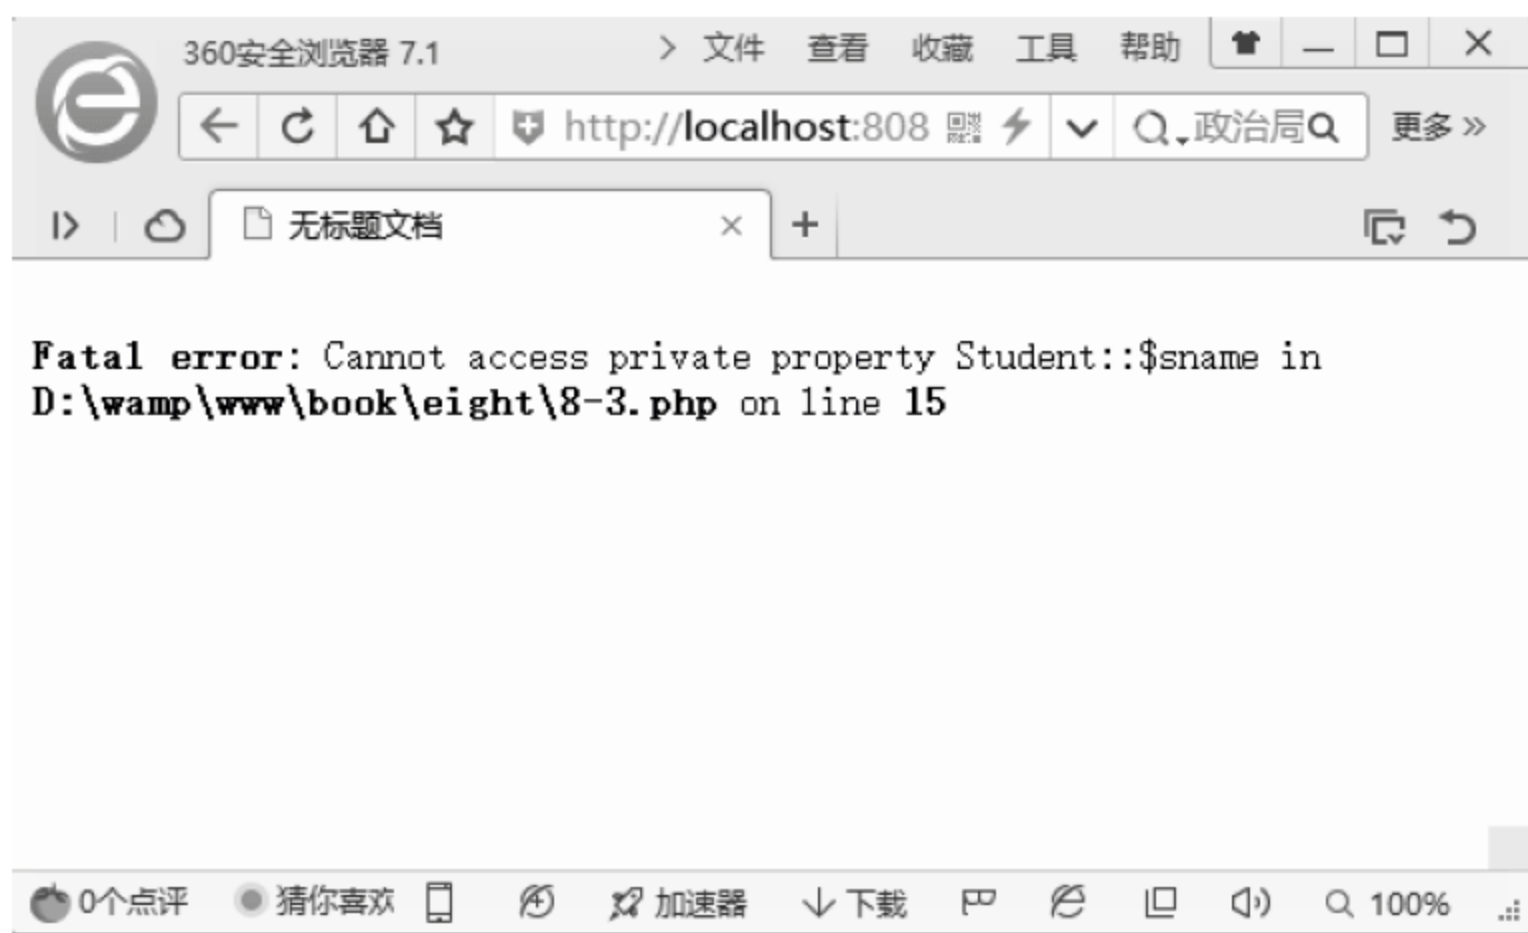 360安全浏览器 7.1 文件 查看 收藏 工具 帮助
http://localhost:808 政治局 更多
无标题文档
Fatal error: Cannot access private property Student::$sname in
D:\wamp\www\book\eight\8-3.php on line 15
0个点评 猜你喜欢 加速器 下载 100%